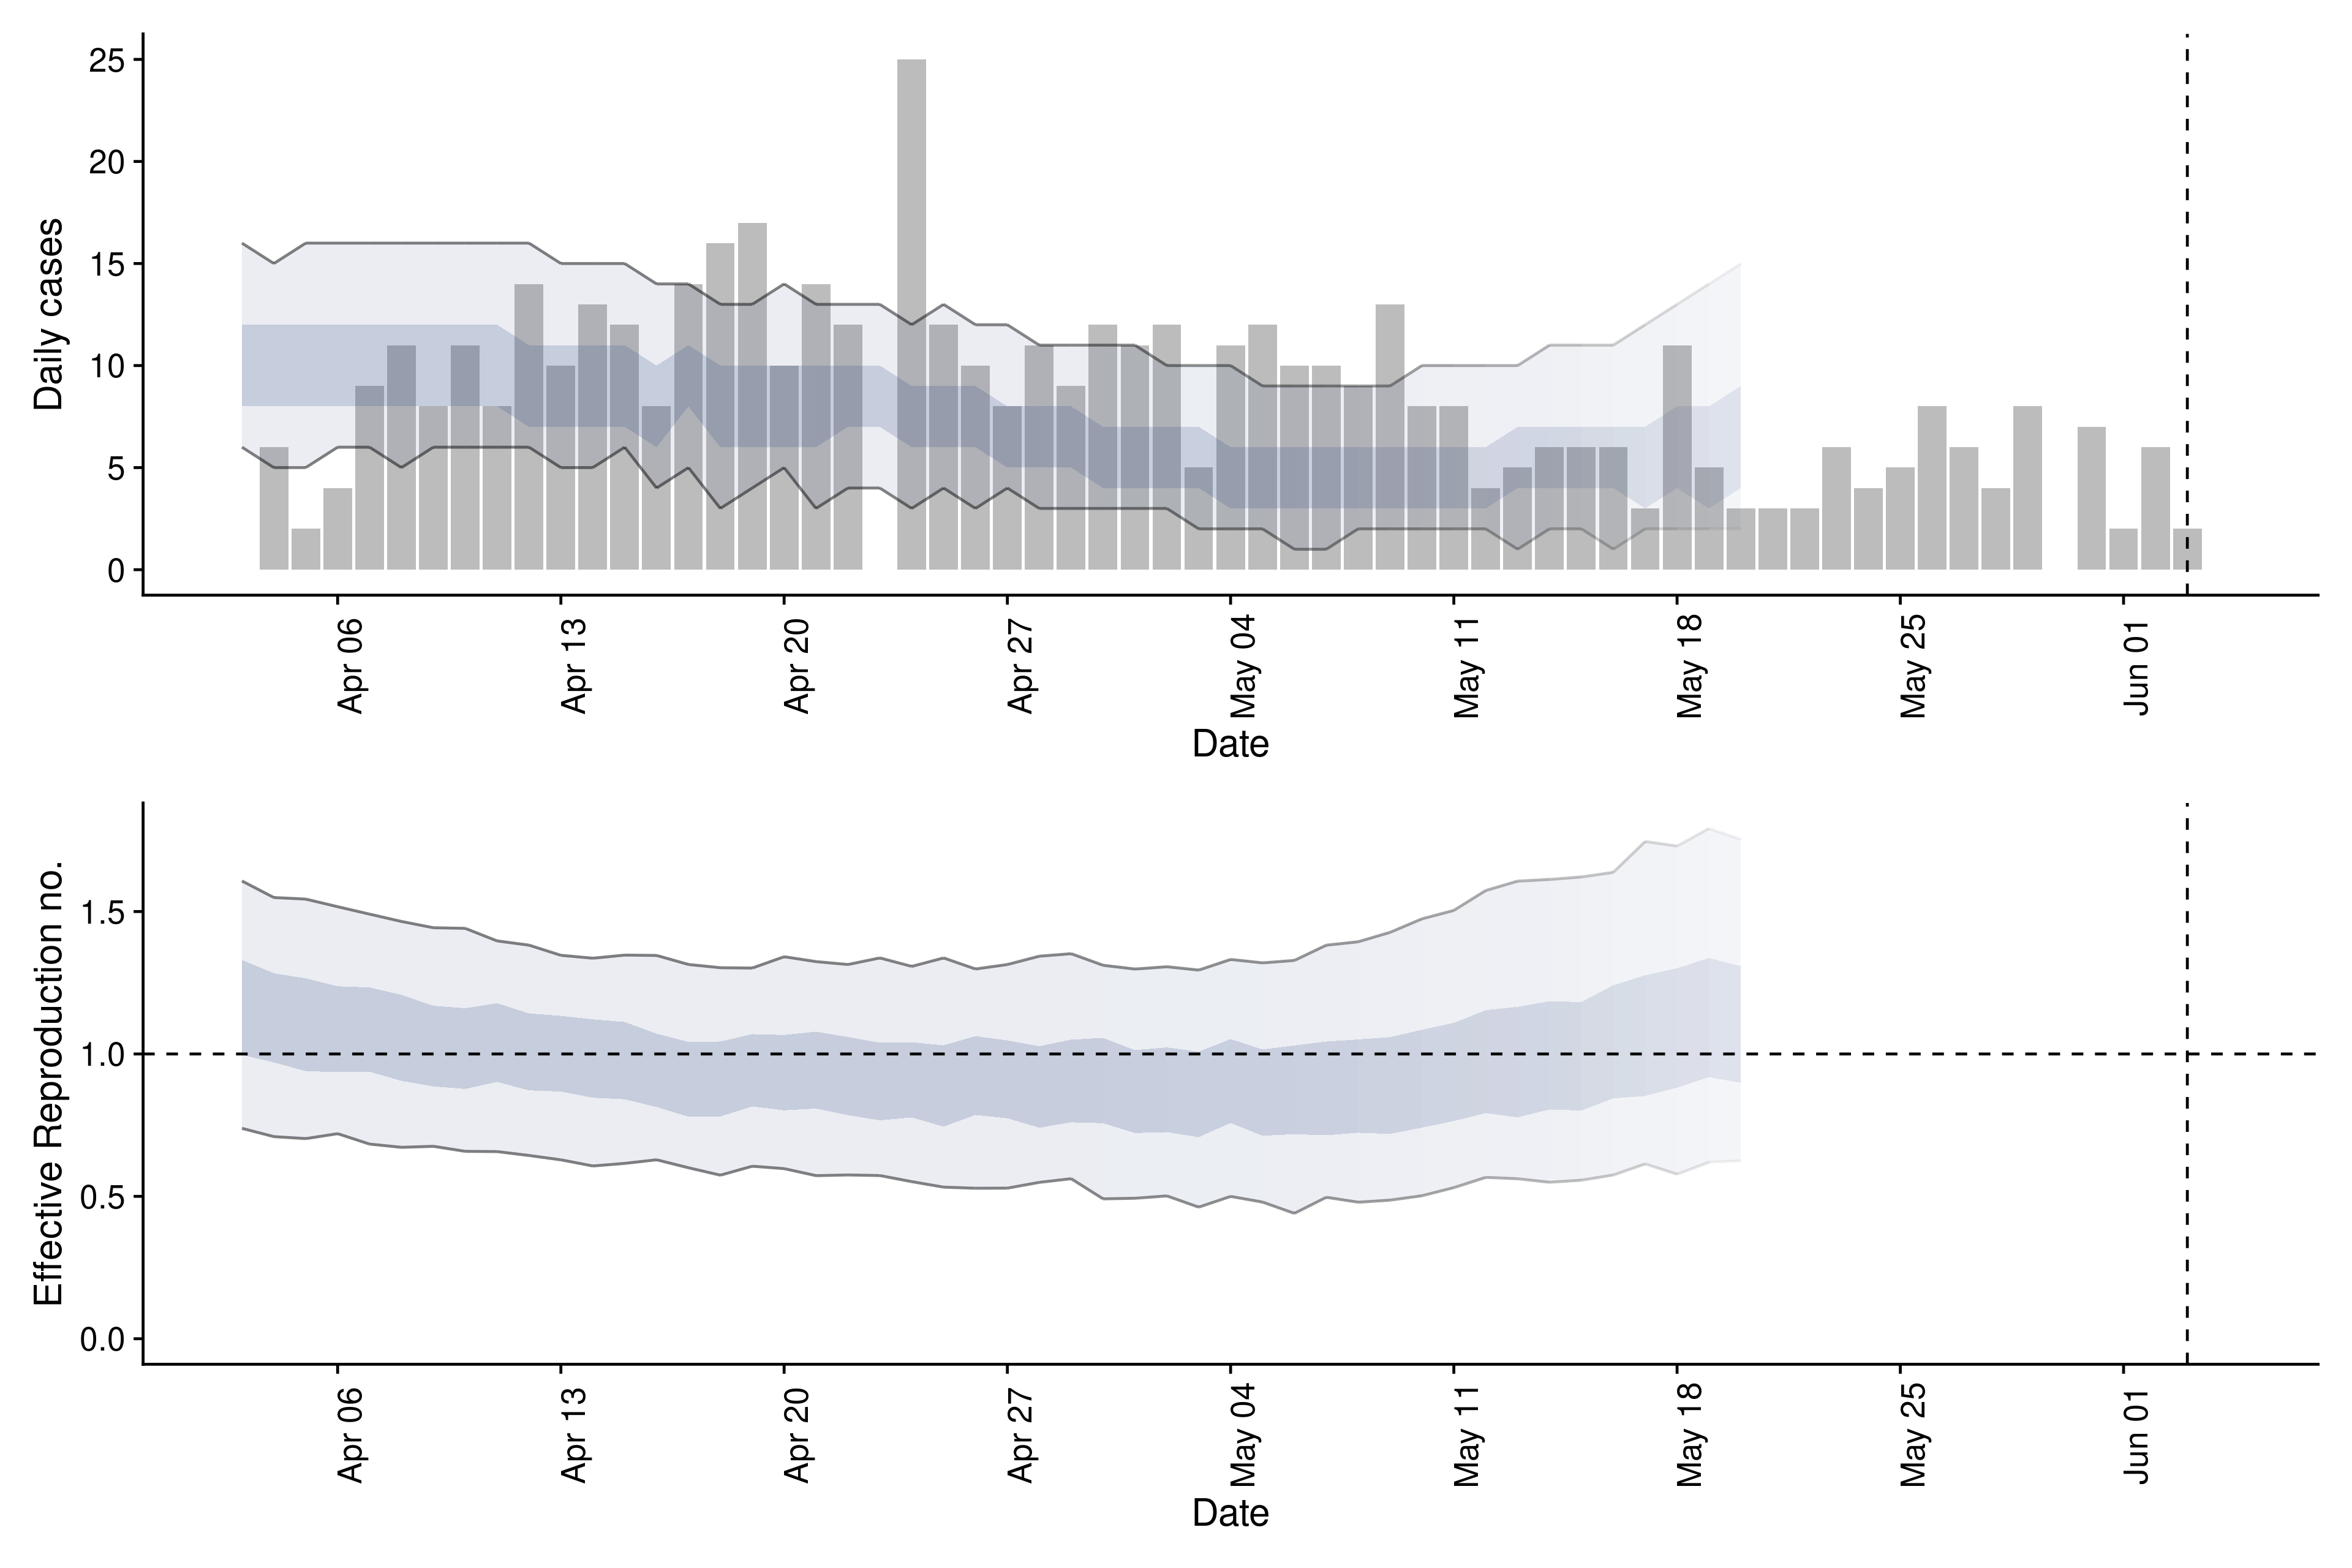 Daily cases
25
20
15
10
5
0
Apr 06
Apr 13
Apr 20
Apr 27
May 04
May 11
May 18
May 25
Jun 01
Date
Effective Reproduction no.
1.5
1.0
0.5
0.0
Apr 06
Apr 13
Apr 20
Apr 27
May 04
May 11
May 18
May 25
Jun 01
Date